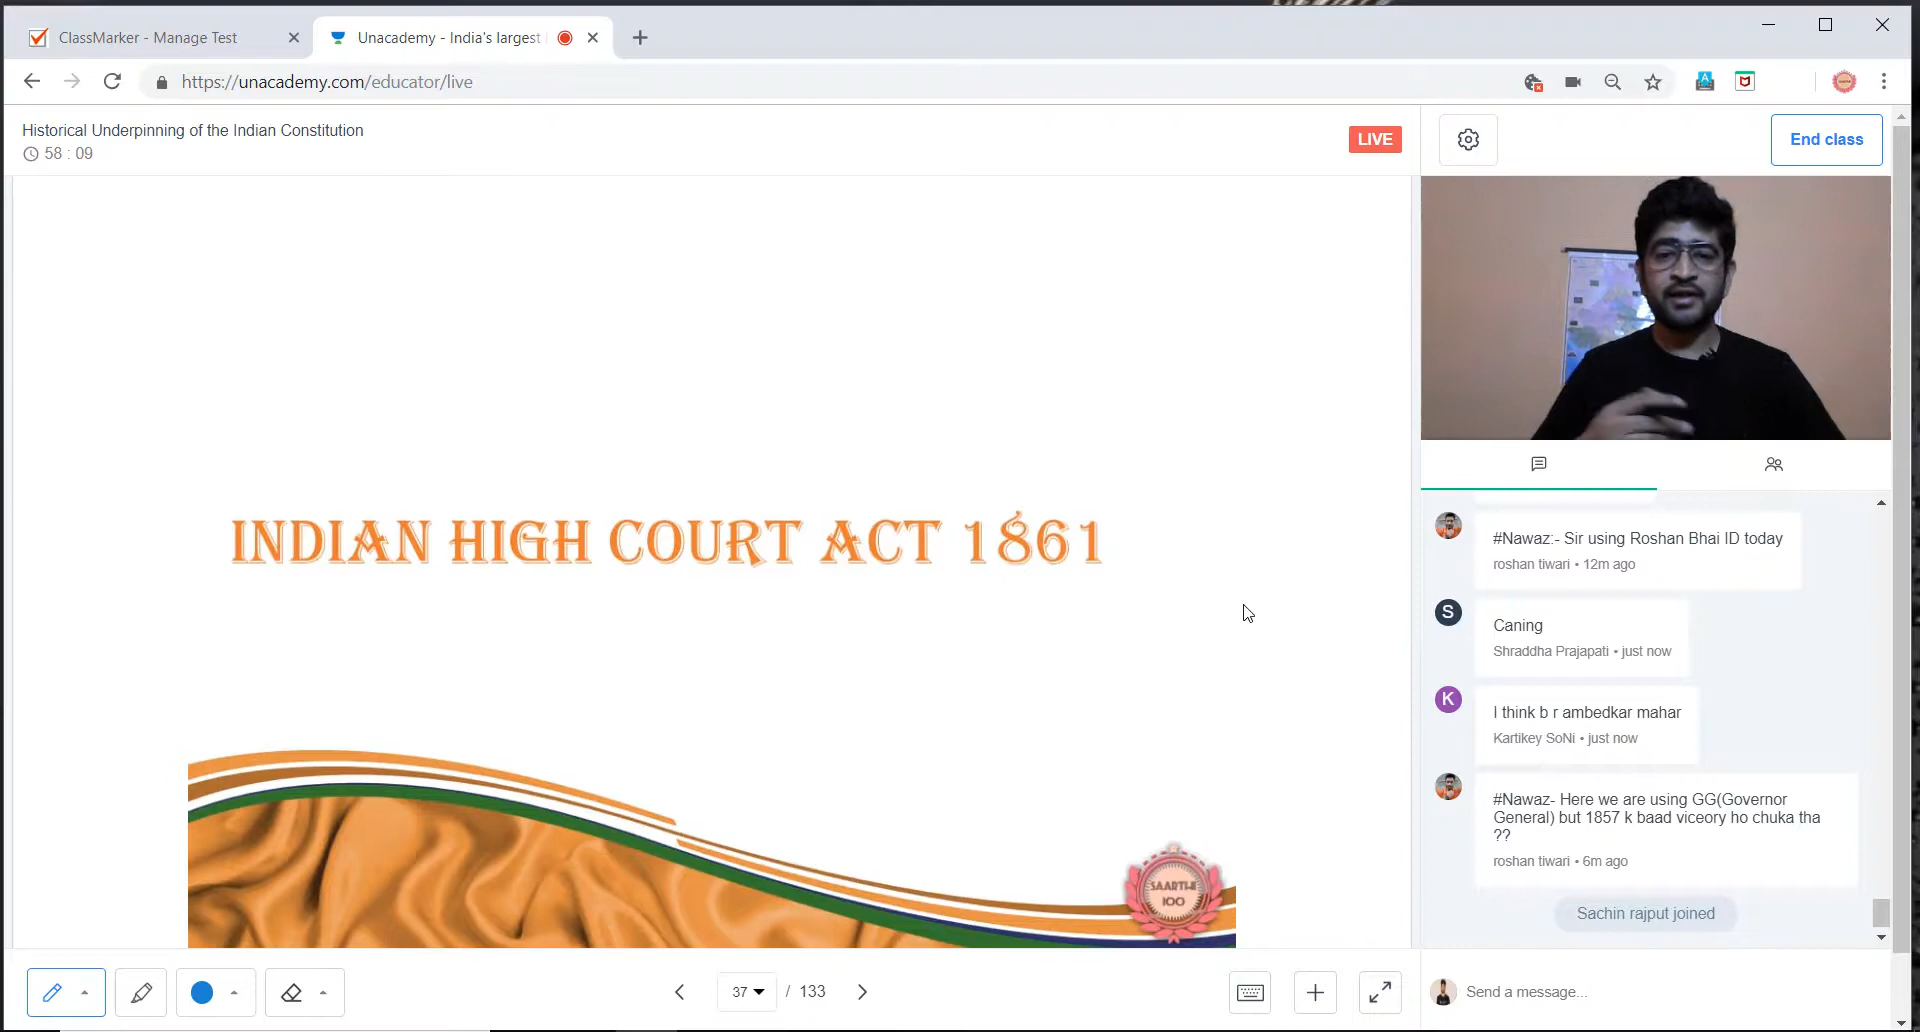 ClassMarker - Manage Test
Unacademy - India's largest
https://unacademy.com/educator/live
Historical Underpinning of the Indian Constitution
58 : 09
LIVE
End class
INDIAN HIGH COURT ACT 1861
SAARTHI
100
#Nawaz:- Sir using Roshan Bhai ID today
roshan tiwari • 12m ago
S
Caning
Shraddha Prajapati • just now
K
I think b r ambedkar mahar
Kartikey SoNi • just now
#Nawaz- Here we are using GG(Governor
General) but 1857 k baad viceory ho chuka tha
??
roshan tiwari • 6m ago
Sachin rajput joined
37 / 133
Send a message...